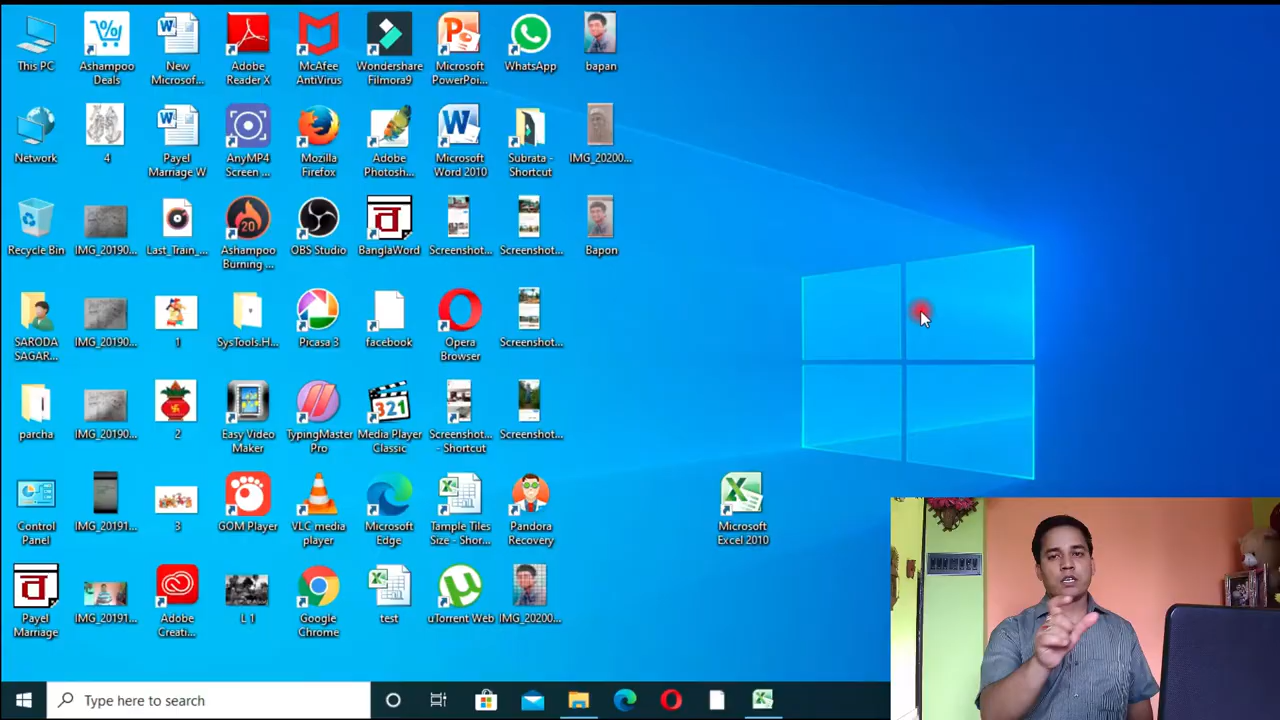 This PC
Ashampoo
Deals
New
Microsof...
Adobe
Reader X
McAfee
AntiVirus
Wondershare
Filmora9
Microsoft
PowerPoi...
WhatsApp
bapan
Network
4
Payel
Marriage W
AnyMP4
Screen ...
Mozilla
Firefox
Adobe
Photosh...
Microsoft
Word 2010
Subrata -
Shortcut
IMG_20200...
Recycle Bin
IMG_20190...
Last_Train_...
Ashampoo
Burning ...
OBS Studio
BanglaWord
Screenshot...
Screenshot...
Bapon
SARODA
SAGAR...
IMG_20190...
1
SysTools.H...
Picasa 3
facebook
Opera
Browser
Screenshot...
parcha
IMG_20190...
2
Easy Video
Maker
TypingMaster
Pro
Media Player
Classic
Screenshot...
- Shortcut
Screenshot...
Control
Panel
IMG_20191...
3
GOM Player
VLC media
player
Microsoft
Edge
Tample Tiles
Size - Shor...
Pandora
Recovery
Microsoft
Excel 2010
Payel
Marriage
IMG_20191...
Adobe
Creati...
L 1
Google
Chrome
test
uTorrent Web
IMG_20200...
Type here to search